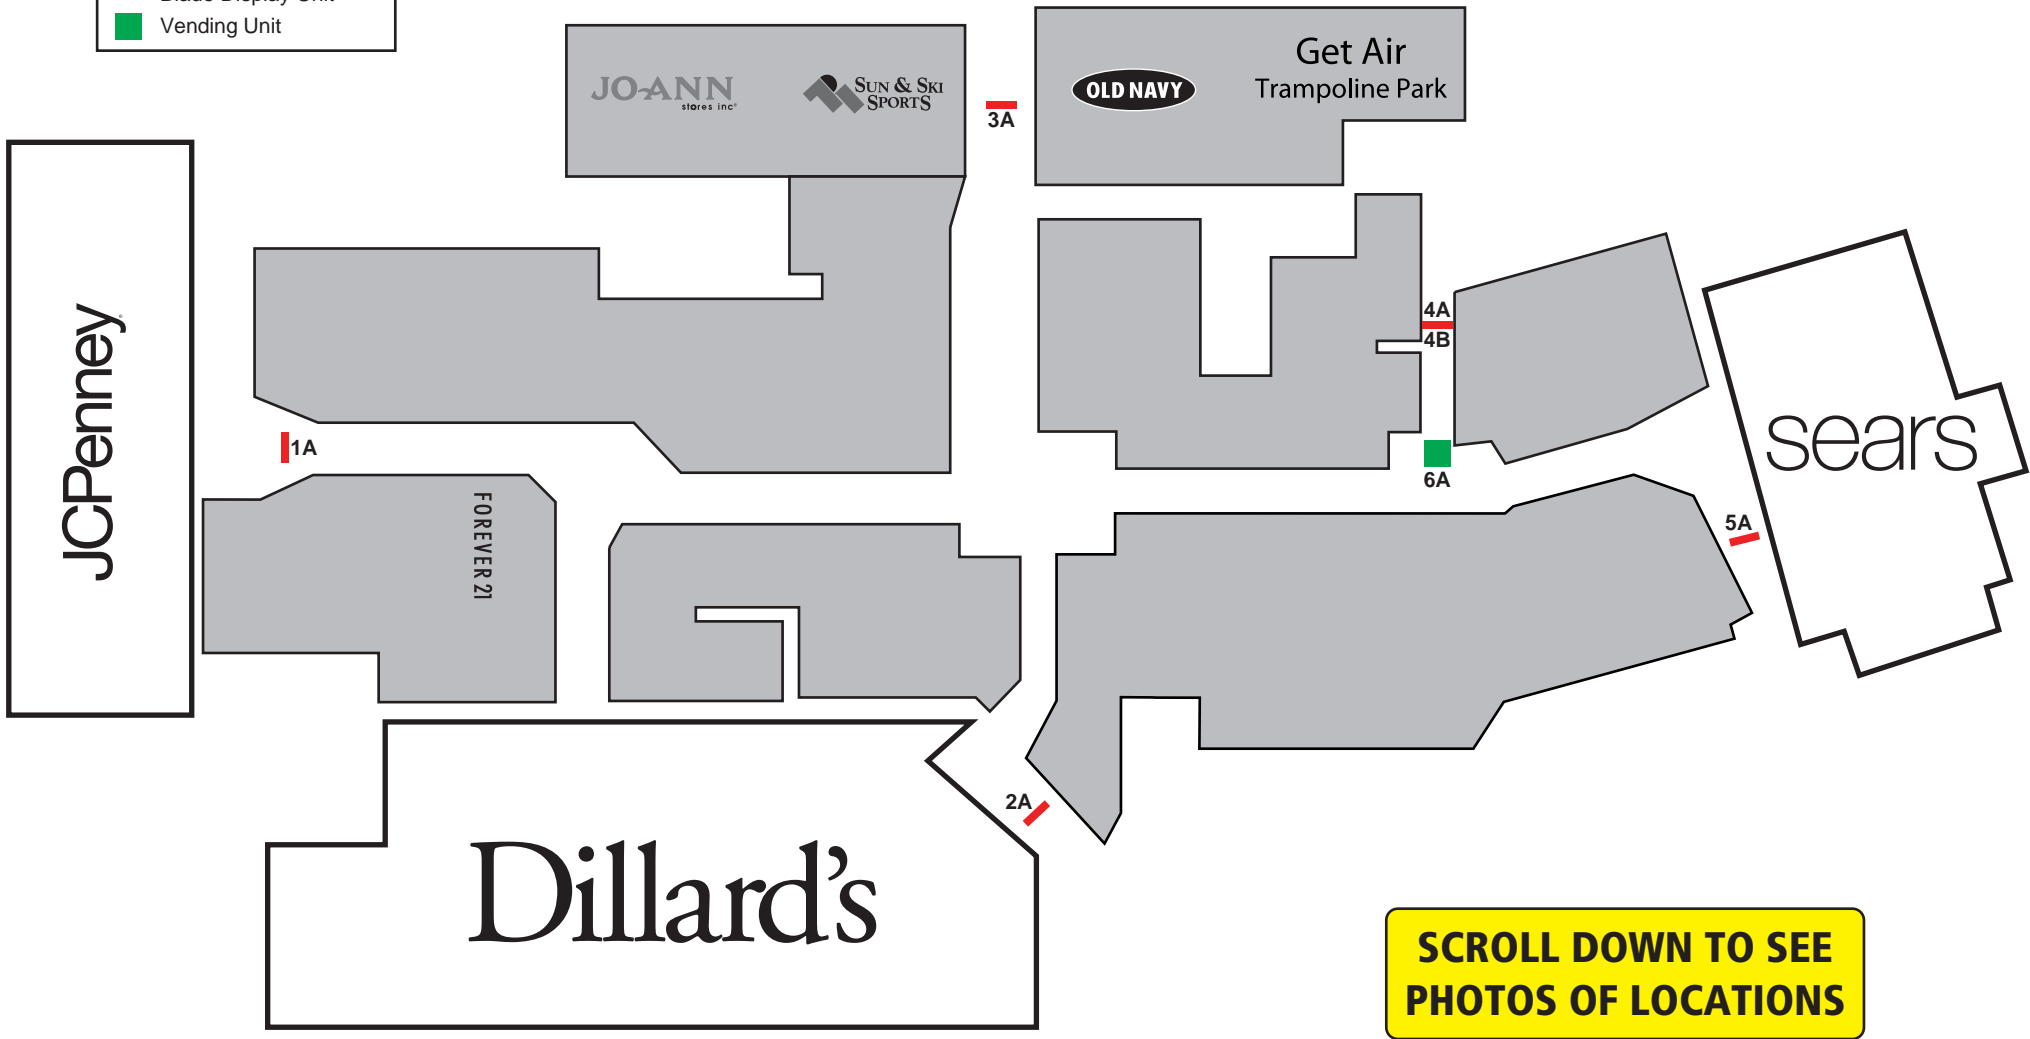 Vending Unit
JO-ANN
stores inc
SUN & SKI
SPORTS
3A
OLD NAVY
Get Air
Trampoline Park
JCPenney
1A
FOREVER 21
4A
4B
6A
sears
5A
2A
Dillard's
SCROLL DOWN TO SEE
PHOTOS OF LOCATIONS